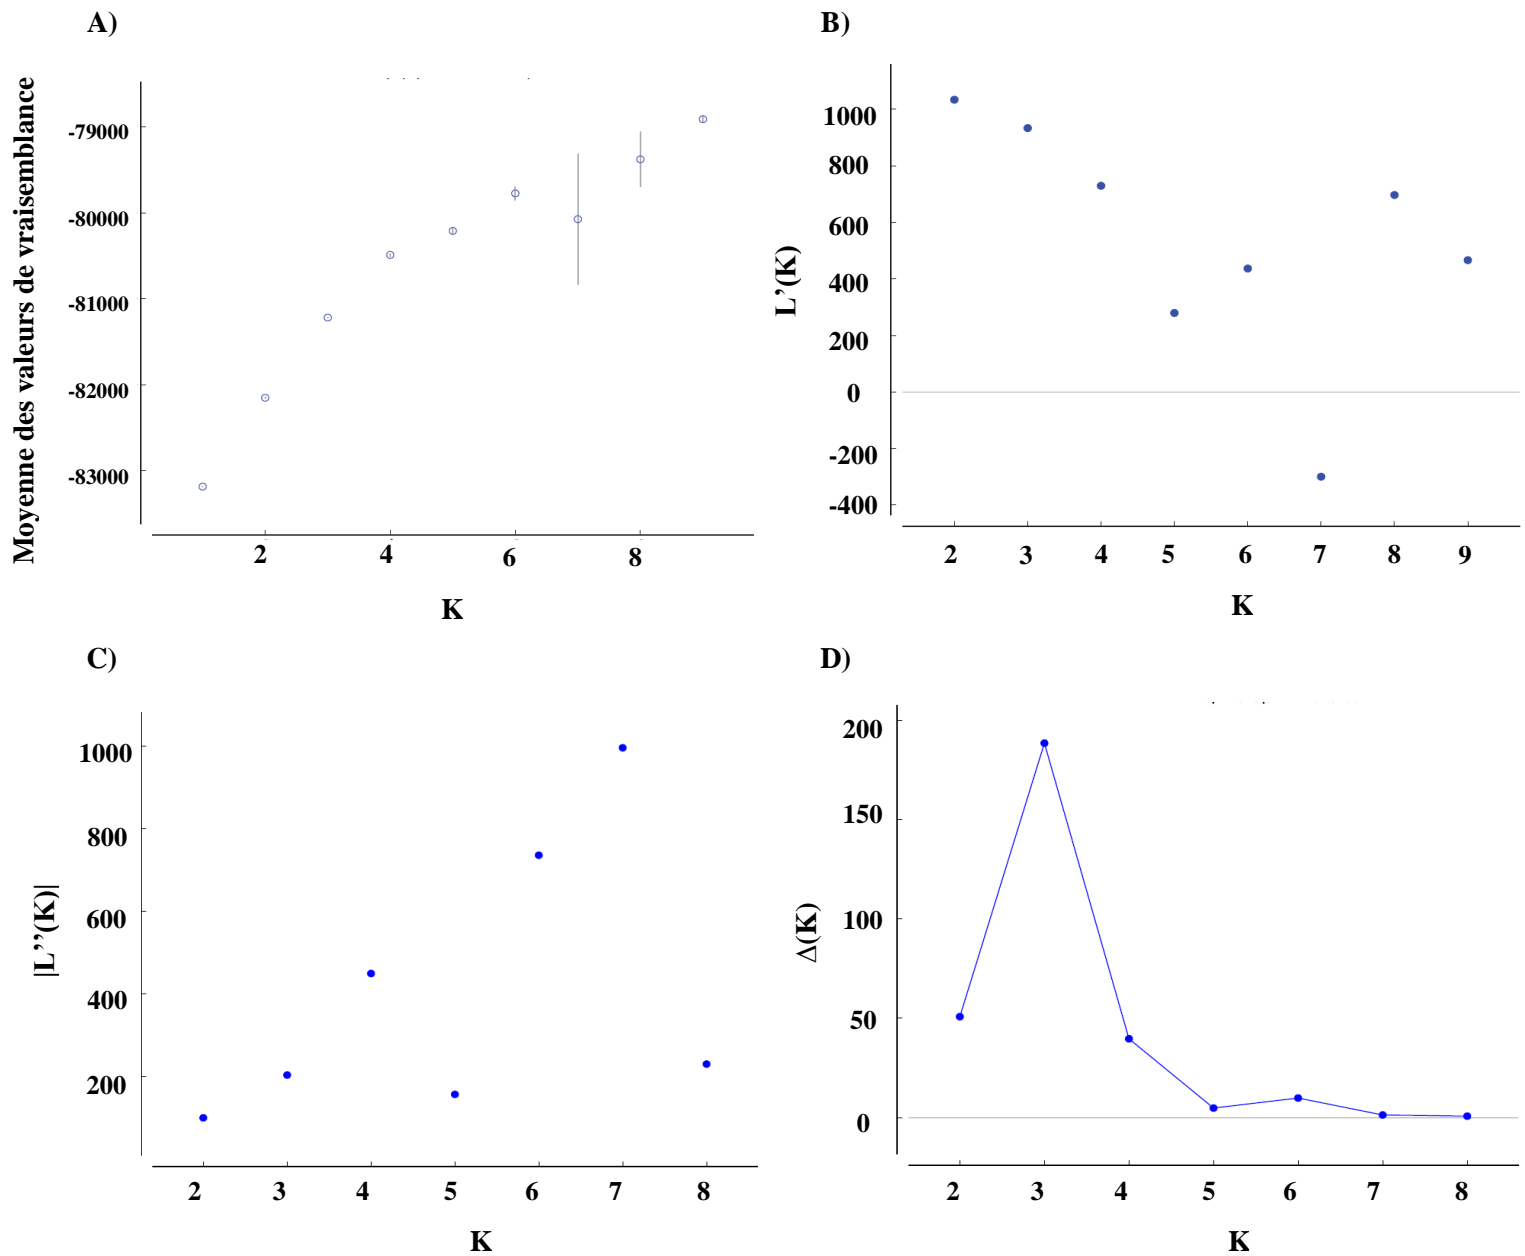 A)
Moyenne des valeurs de vraisemblance
-79000
-80000
-81000
-82000
-83000
2 4 6 8
K
B)
L’(K)
1000
800
600
400
200
0
-200
-400
2 3 4 5 6 7 8 9
K
C)
|L’’(K)|
1000
800
600
400
200
2 3 4 5 6 7 8
K
D)
Δ(K)
200
150
100
50
0
2 3 4 5 6 7 8
K